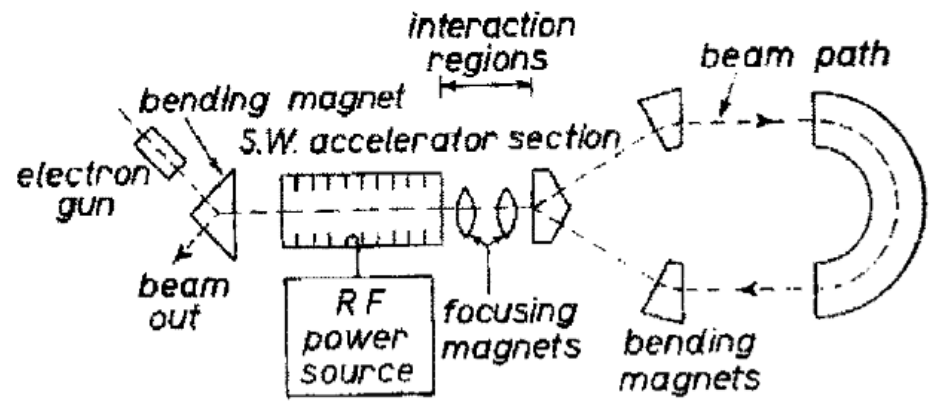 interaction
regions
beam path
bending magnet
S.W. accelerator section
electron
gun
beam
out
RF
power
source
focusing
magnets
bending
magnets